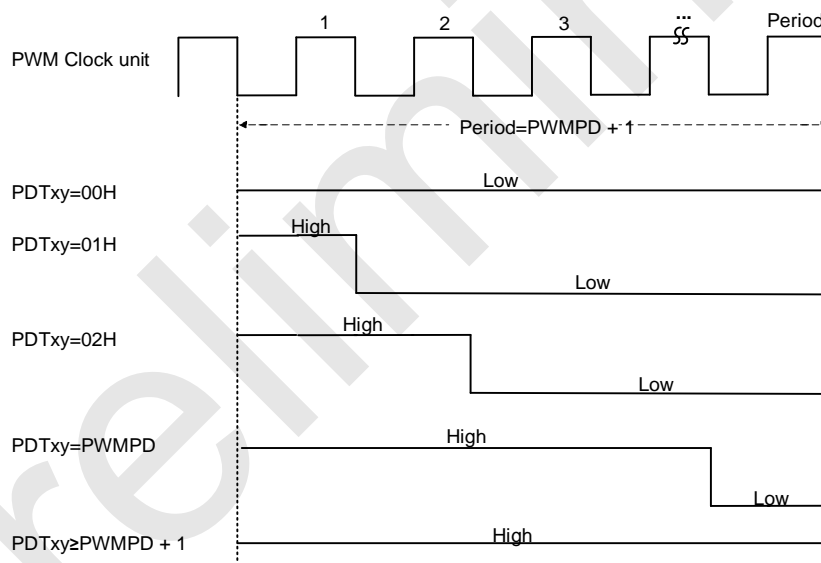 1 2 3 ... Period
PWM Clock unit
Period=PWMPD + 1
PDTxy=00H
Low
High
PDTxy=01H
Low
High
PDTxy=02H
Low
PDTxy=PWMPD
High
Low
PDTxy≥PWMPD + 1
High
relimi